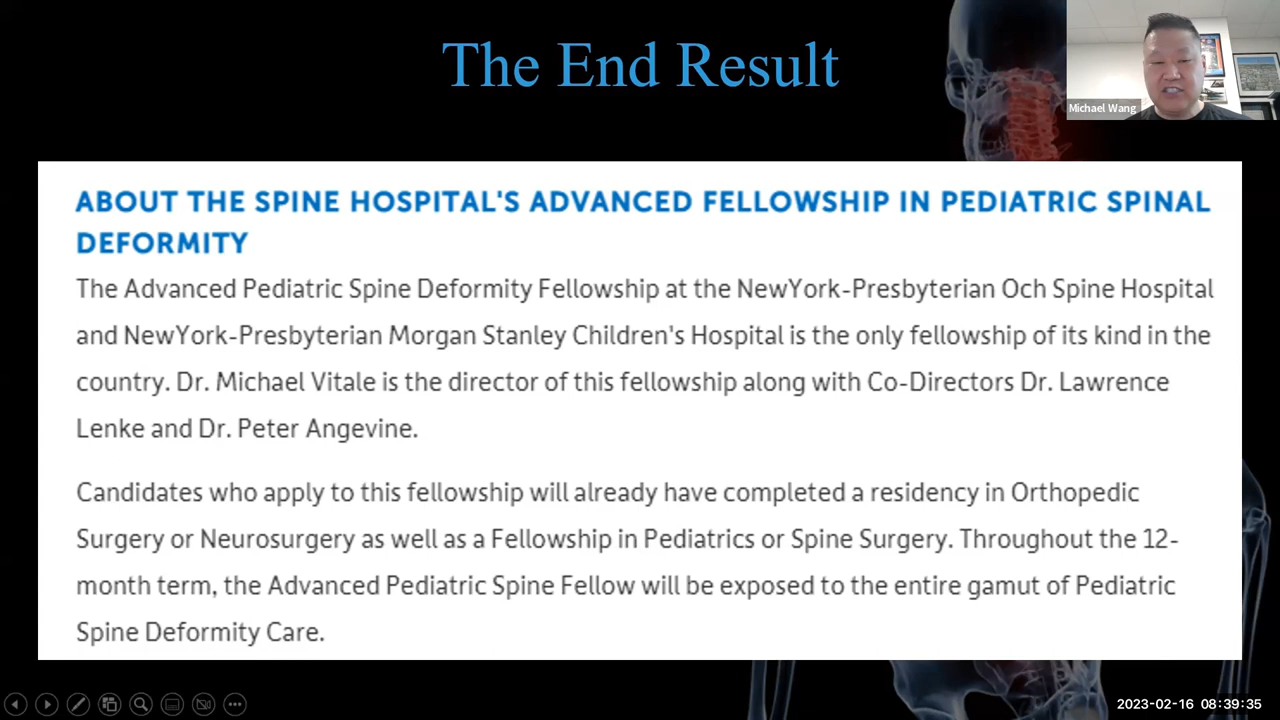 The End Result
Michael Wang
ABOUT THE SPINE HOSPITAL'S ADVANCED FELLOWSHIP IN PEDIATRIC SPINAL
DEFORMITY
The Advanced Pediatric Spine Deformity Fellowship at the NewYork-Presbyterian Och Spine Hospital
and NewYork-Presbyterian Morgan Stanley Children's Hospital is the only fellowship of its kind in the
country. Dr. Michael Vitale is the director of this fellowship along with Co-Directors Dr. Lawrence
Lenke and Dr. Peter Angevine.
Candidates who apply to this fellowship will already have completed a residency in Orthopedic
Surgery or Neurosurgery as well as a Fellowship in Pediatrics or Spine Surgery. Throughout the 12-
month term, the Advanced Pediatric Spine Fellow will be exposed to the entire gamut of Pediatric
Spine Deformity Care.
2023-02-16 08:39:35